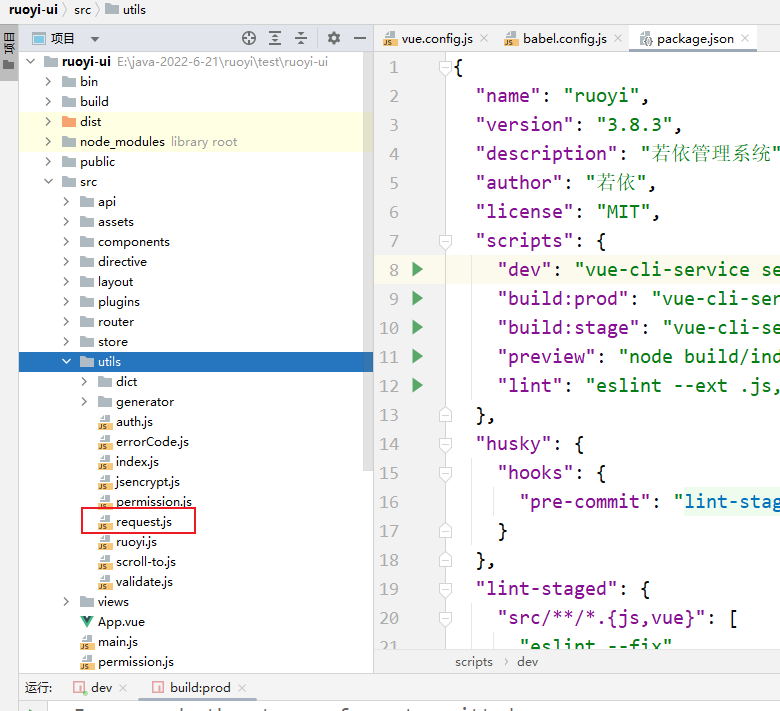 ruoyi-ui › src › utils
项目
项目
ruoyi-ui E:\java-2022-6-21\ruoyi\test\ruoyi-ui
bin
build
dist
node_modules library root
public
src
api
assets
components
directive
layout
plugins
router
store
utils
dict
generator
auth.js
errorCode.js
index.js
jsencrypt.js
permission.js
request.js
ruoyi.js
scroll-to.js
validate.js
views
App.vue
main.js
permission.js
vue.config.js
babel.config.js
package.json
1 {
2 "name": "ruoyi",
3 "version": "3.8.3",
4 "description": "若依管理系统"
5 "author": "若依",
6 "license": "MIT",
7 "scripts": {
8 "dev": "vue-cli-service se
9 "build:prod": "vue-cli-ser
10 "build:stage": "vue-cli-se
11 "preview": "node build/ind
12 "lint": "eslint --ext .js,
13 },
14 "husky": {
15 "hooks": {
16 "pre-commit": "lint-stag
17 }
18 },
19 "lint-staged": {
20 "src/**/*.{js,vue}": [
21 "eslint --fix"
scripts › dev
运行: dev build:prod